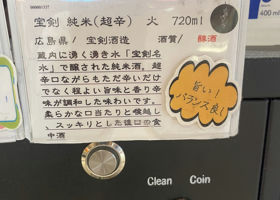 000001337
宝剣 純米(超辛) 火 720ml
広島県/ 宝剣酒造 酒質/ 醇酒
蔵内に湧く湧き水「宝剣名
水」で醸された純米酒。超
辛口ながらもただ辛いだけ
でなく程よい旨味と香り辛
味が調和した味わいです。
柔らかな口当たりと喉越し
、スッキリとした後口の食
中酒
旨い!
バランス良し
Clean Coin
400